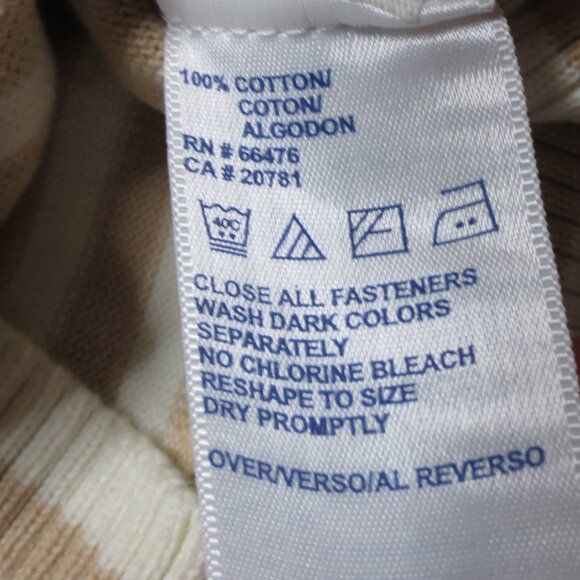 100% COTTON/
COTON/
ALGODON
RN # 66476
CA # 20781
40C
CLOSE ALL FASTENERS
WASH DARK COLORS
SEPARATELY
NO CHLORINE BLEACH
RESHAPE TO SIZE
DRY PROMPTLY
OVER/VERSO/AL REVERSO